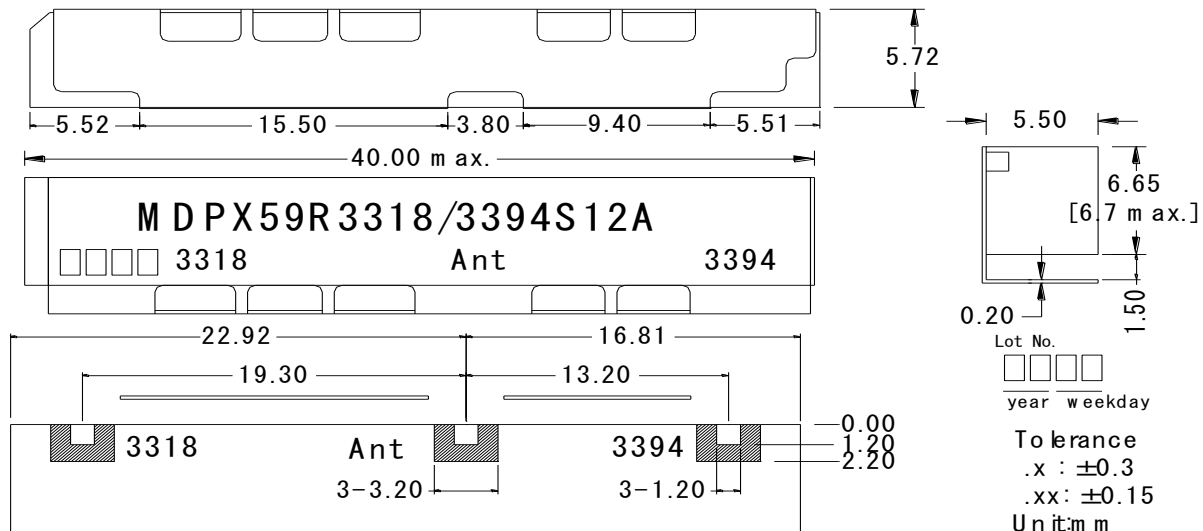 5.72
5.52 15.50 3.80 9.40 5.51
40.00 max.
MDPX59R3318/3394S12A
3318 Ant 3394
5.50
6.65
[6.7 max.]
0.20
1.50
22.92 16.81
19.30 13.20
Lot No.
year weekday
3318 Ant 3394
0.00
1.20
2.20
3-3.20 3-1.20
Tolerance
.x : ±0.3
.xx: ±0.15
Unit:mm